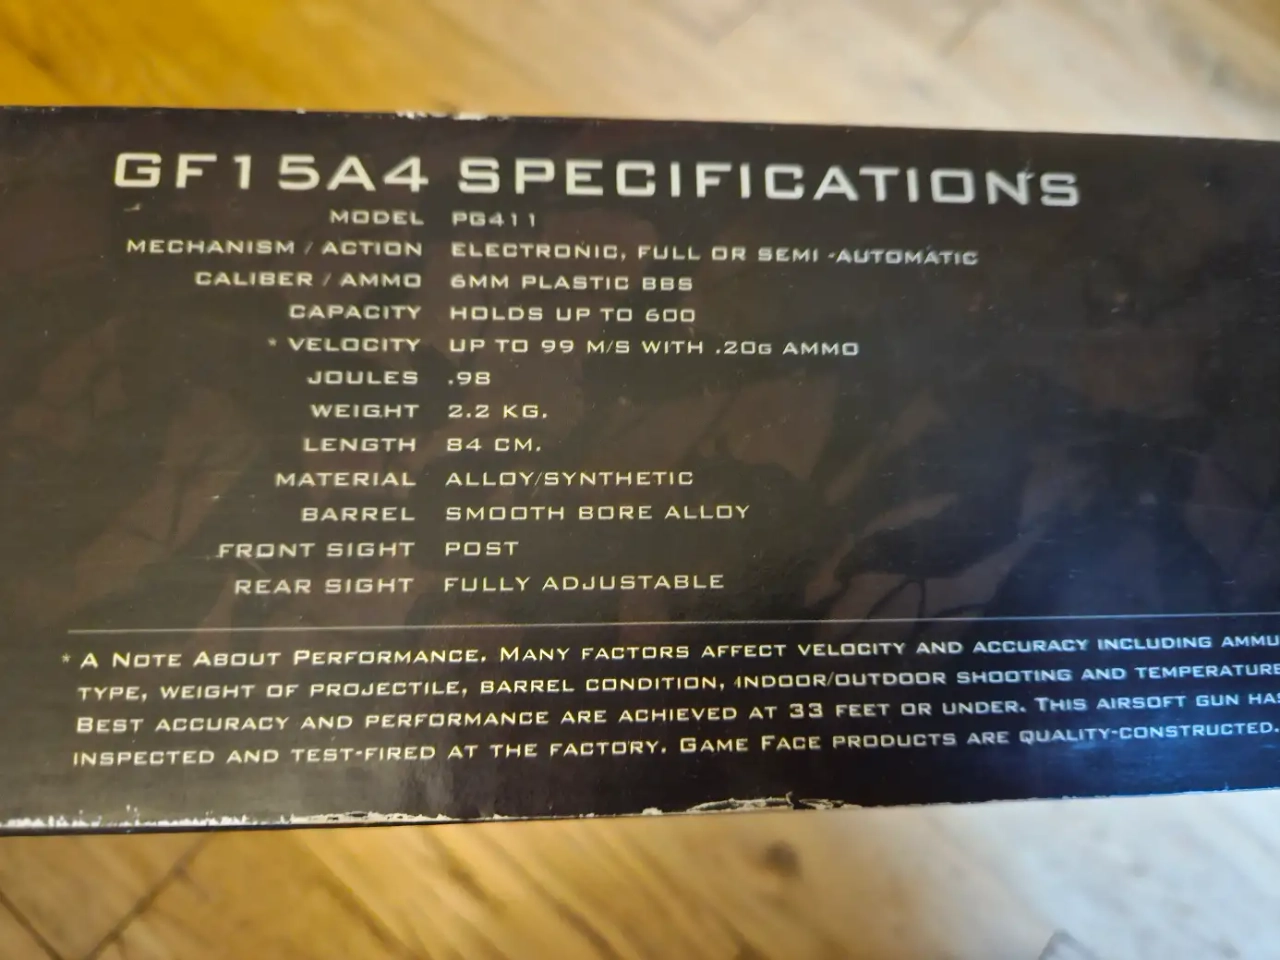 GF15A4 SPECIFICATIONS
MODEL PG411
MECHANISM / ACTION ELECTRONIC, FULL OR SEMI -AUTOMATIC
CALIBER / AMMO 6MM PLASTIC BBS
CAPACITY HOLDS UP TO 600
* VELOCITY UP TO 99 M/S WITH .20G AMMO
JOULES .98
WEIGHT 2.2 KG.
LENGTH 84 CM.
MATERIAL ALLOY/SYNTHETIC
BARREL SMOOTH BORE ALLOY
FRONT SIGHT POST
REAR SIGHT FULLY ADJUSTABLE
* A NOTE ABOUT PERFORMANCE. MANY FACTORS AFFECT VELOCITY AND ACCURACY INCLUDING AMMU
TYPE, WEIGHT OF PROJECTILE, BARREL CONDITION, INDOOR/OUTDOOR SHOOTING AND TEMPERATURE
BEST ACCURACY AND PERFORMANCE ARE ACHIEVED AT 33 FEET OR UNDER. THIS AIRSOFT GUN HAS
INSPECTED AND TEST-FIRED AT THE FACTORY. GAME FACE PRODUCTS ARE QUALITY-CONSTRUCTED.